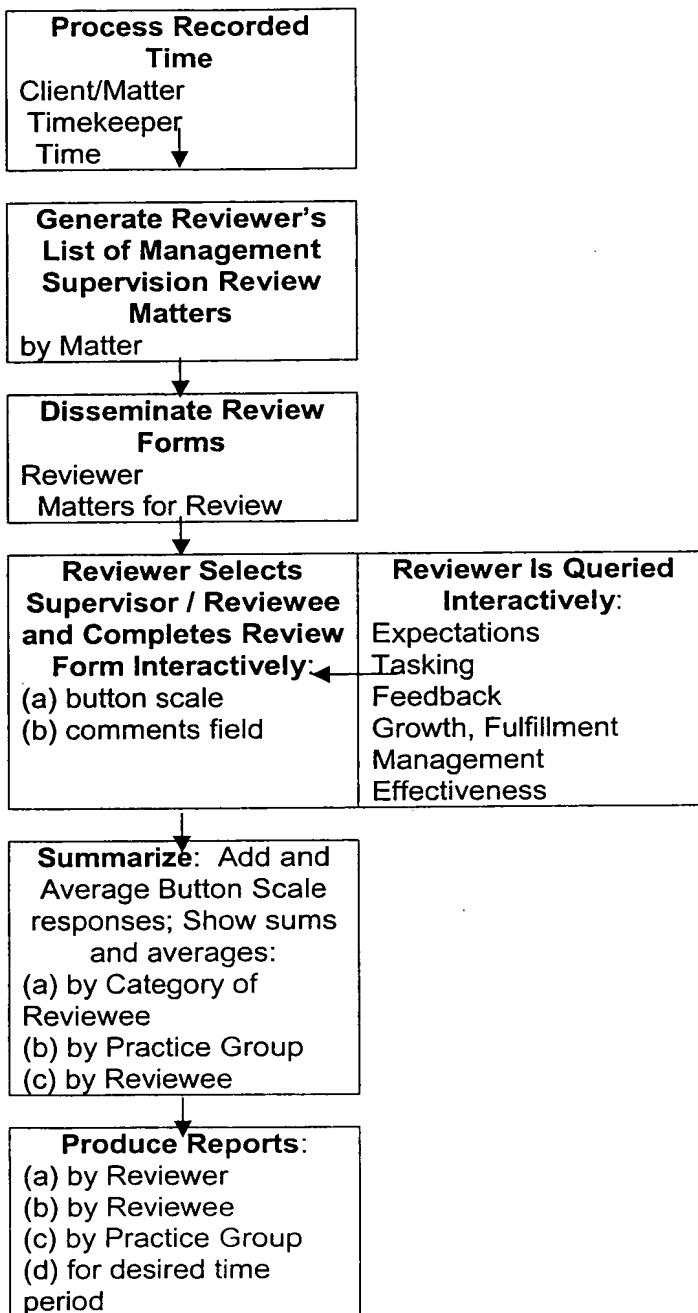 Process Recorded
Time
Client/Matter
Timekeeper
Time
Generate Reviewer's
List of Management
Supervision Review
Matters
by Matter
Disseminate Review
Forms
Reviewer
Matters for Review
Reviewer Selects
Supervisor / Reviewee
and Completes Review
Form Interactively:
(a) button scale
(b) comments field
Reviewer Is Queried
Interactively:
Expectations
Tasking
Feedback
Growth, Fulfillment
Management
Effectiveness
Summarize: Add and
Average Button Scale
responses; Show sums
and averages:
(a) by Category of
Reviewee
(b) by Practice Group
(c) by Reviewee
Produce Reports:
(a) by Reviewer
(b) by Reviewee
(c) by Practice Group
(d) for desired time
period